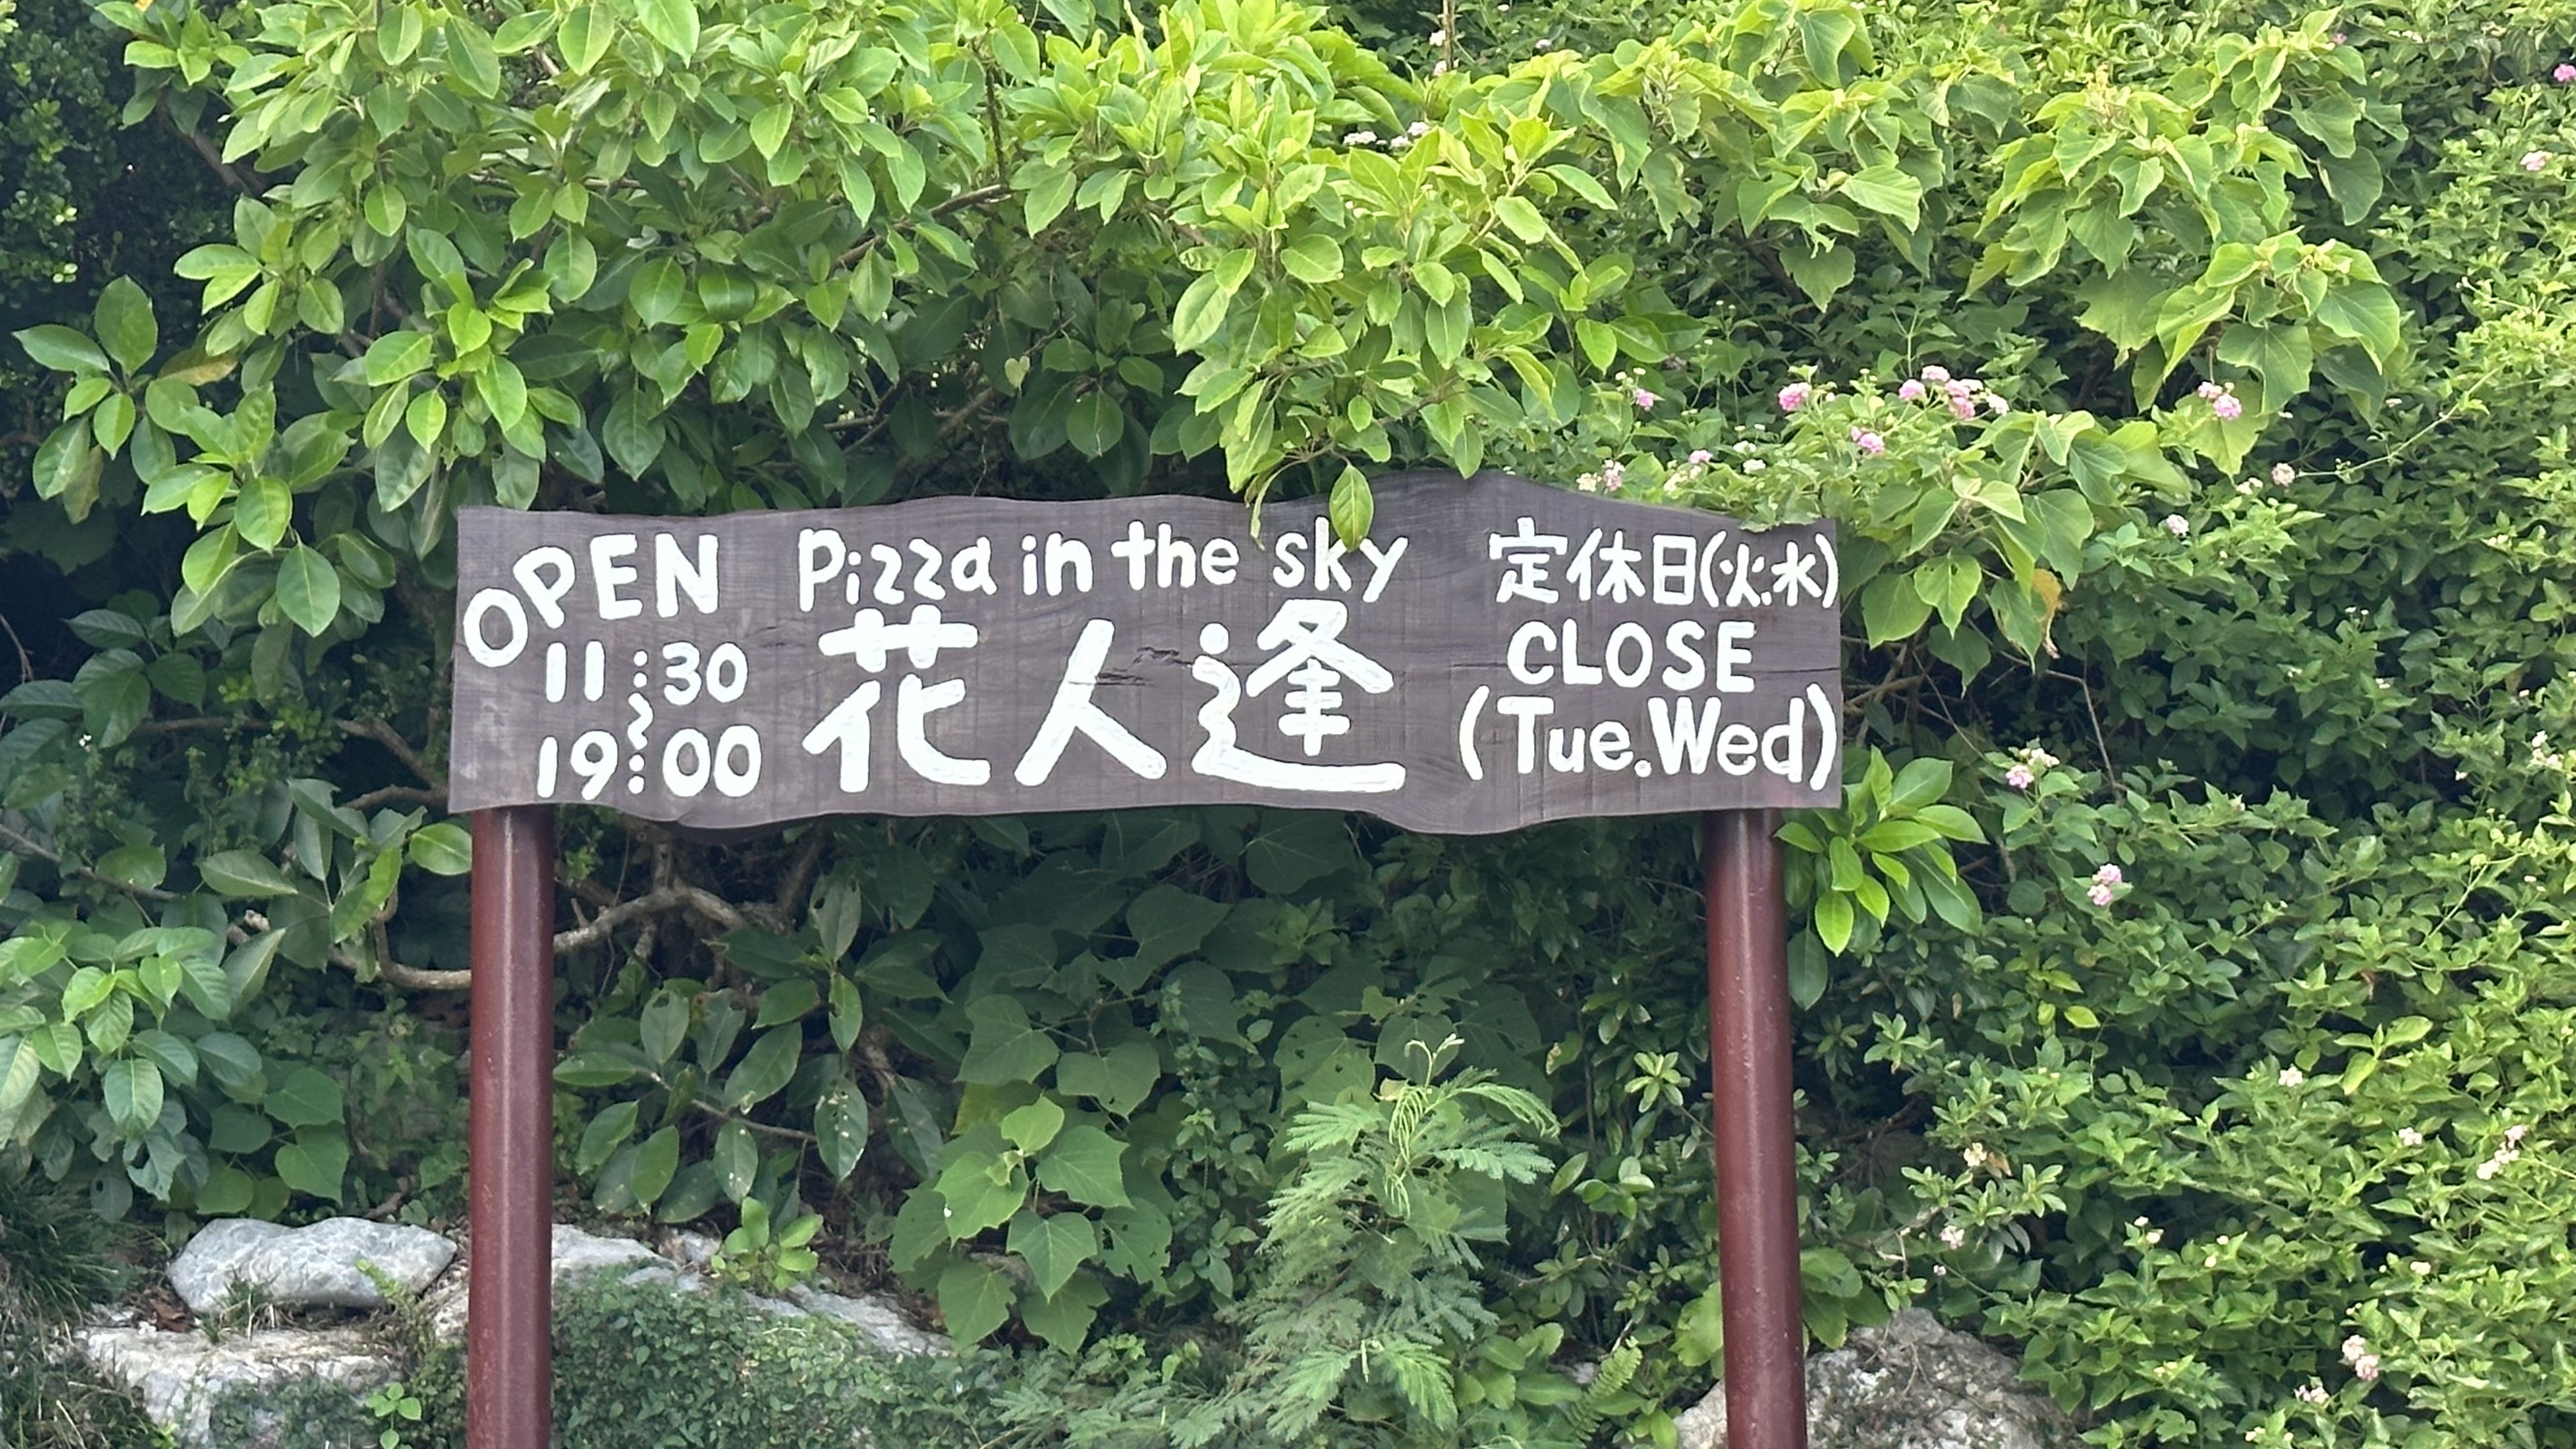 OPEN
11:30
〜
19:00
Pizza in the sky
花人逢
定休日(火.水)
CLOSE
(Tue.Wed)